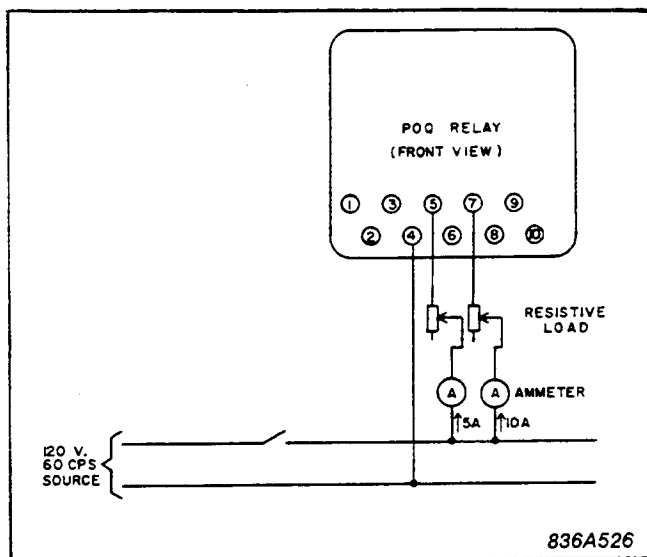 POQ RELAY
(FRONT VIEW)
1 3 5 7 9
2 4 6 8 10
RESISTIVE
LOAD
A A AMMETER
↑5A ↑10A
120 V.
60 CPS
SOURCE
836A526